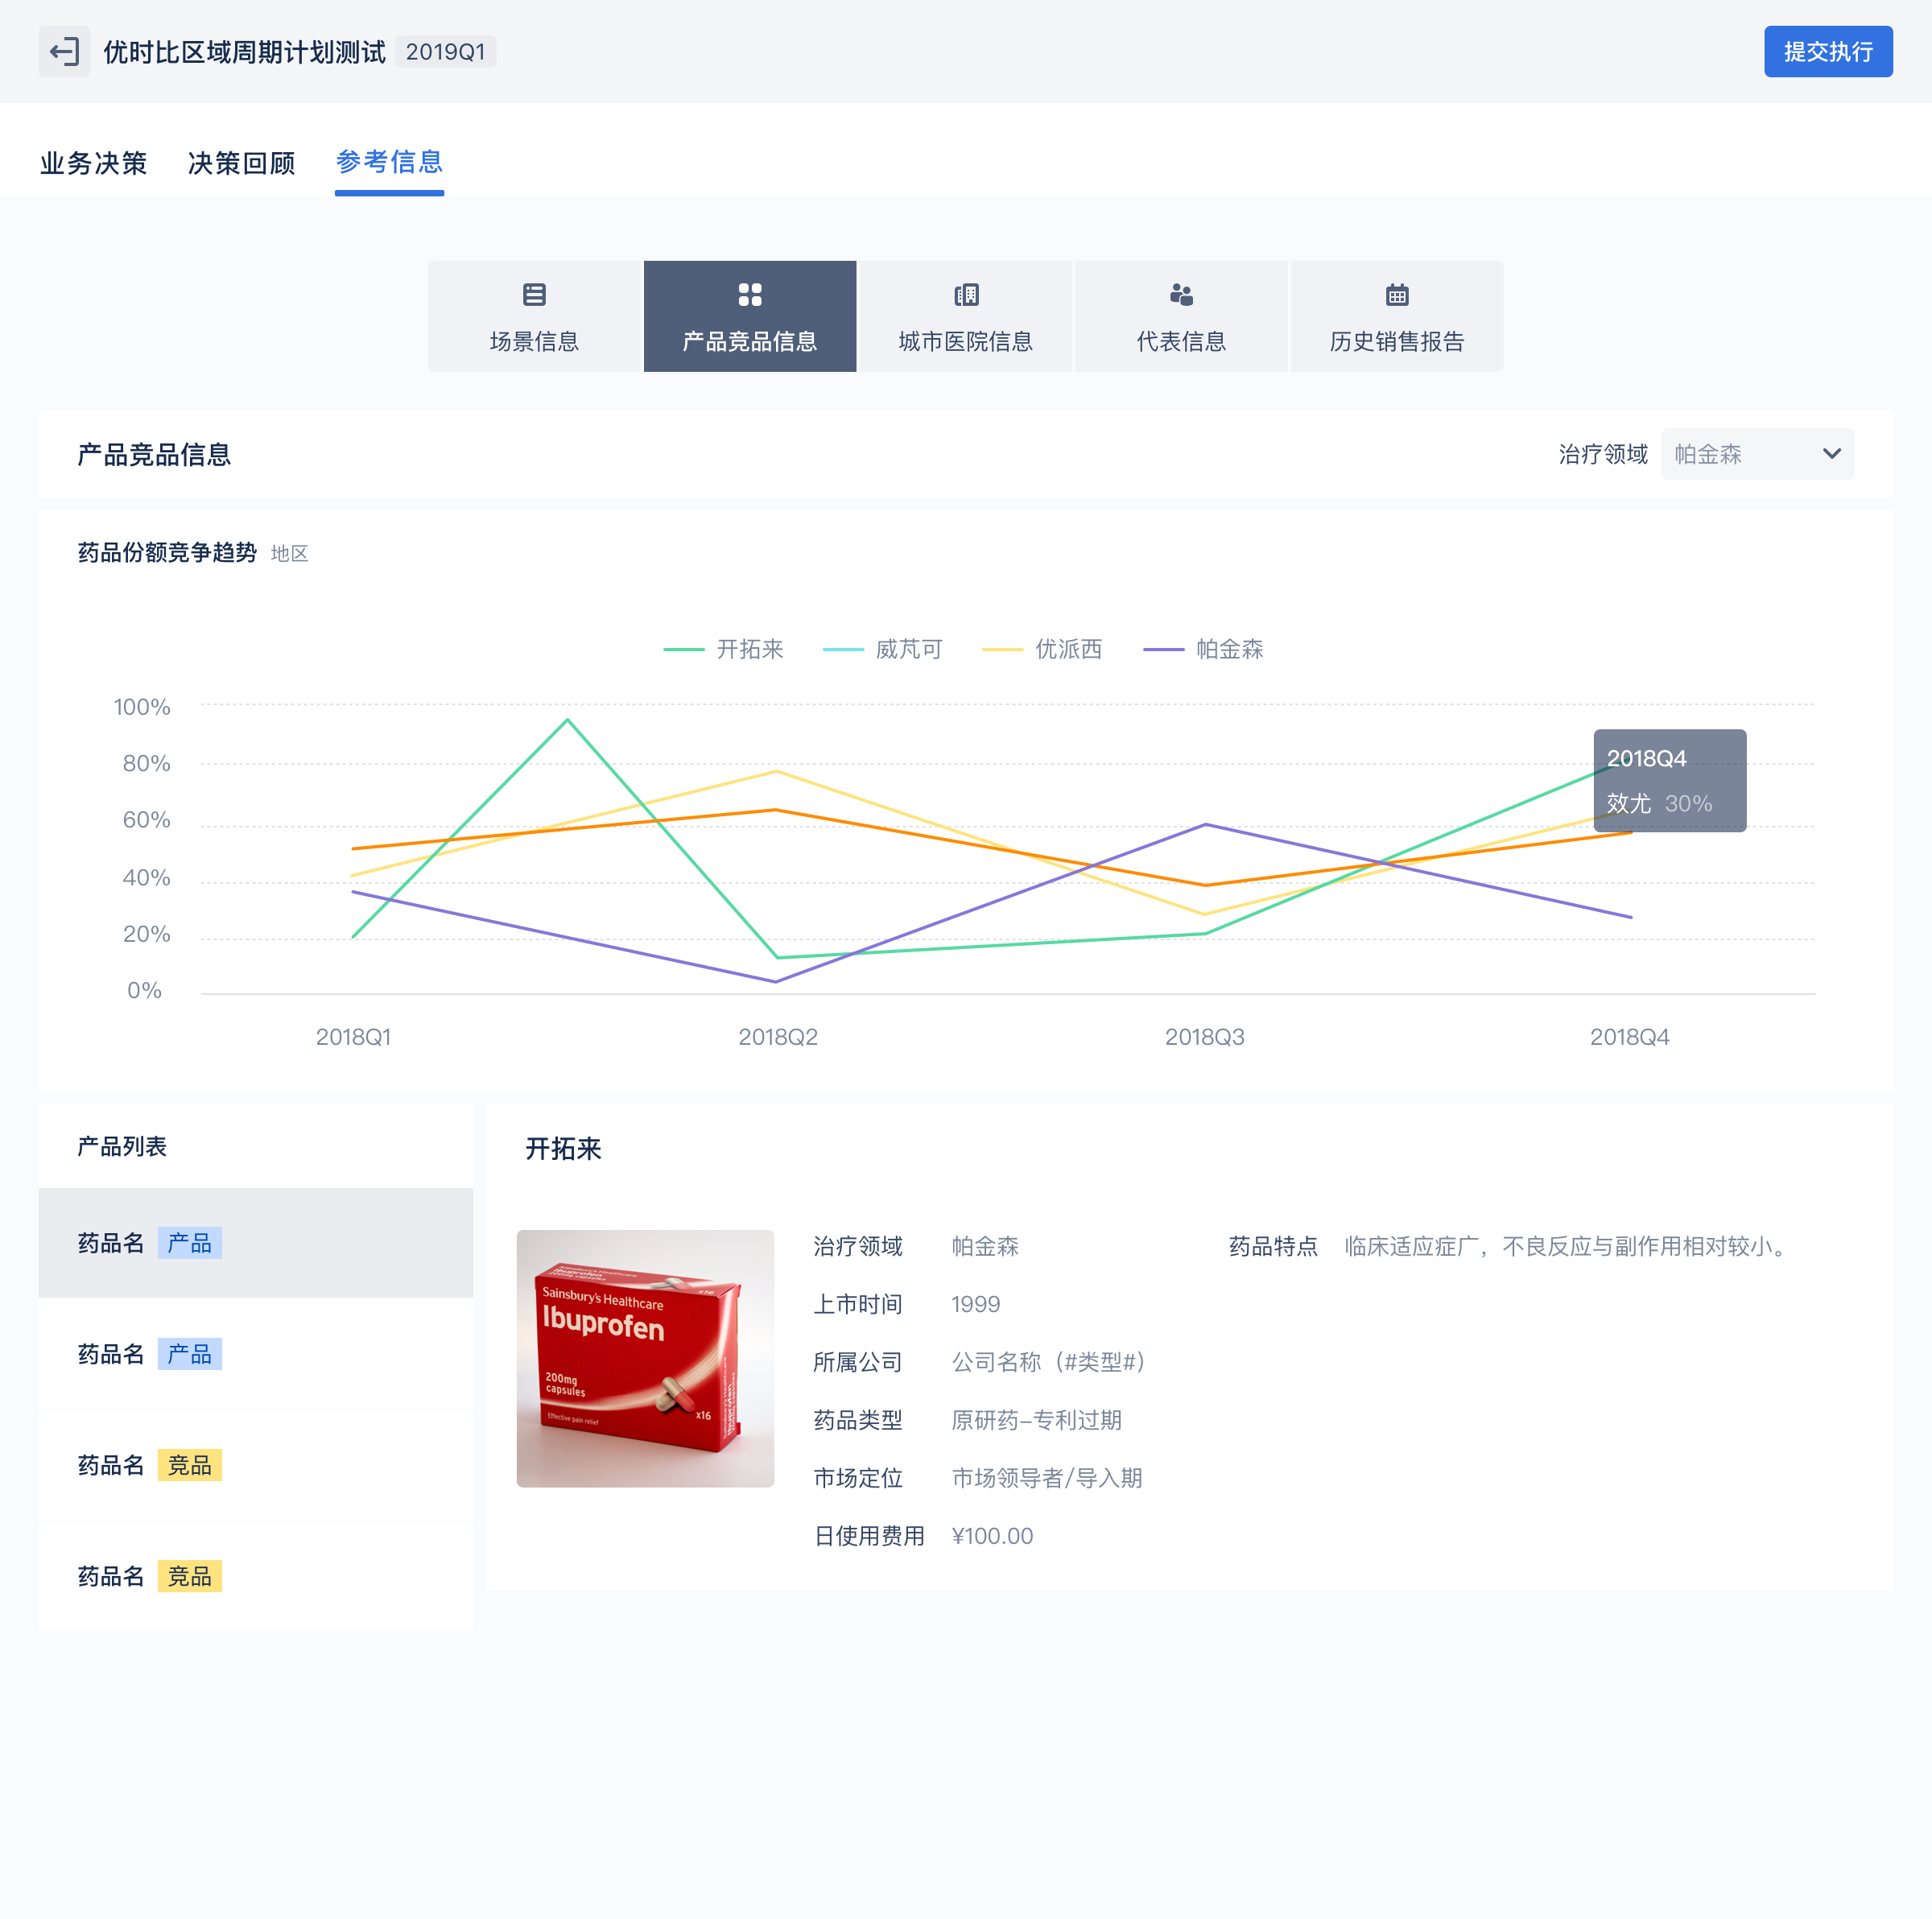 优时比区域周期计划测试 2019Q1
提交执行
业务决策 决策回顾 参考信息
场景信息 产品竞品信息 城市医院信息 代表信息 历史销售报告
产品竞品信息
治疗领域 帕金森
药品份额竞争趋势 地区
开拓来 威芃可 优派西 帕金森
100%
80%
60%
40%
20%
0%
2018Q4
效尤 30%
2018Q1 2018Q2 2018Q3 2018Q4
产品列表
药品名 产品
药品名 产品
药品名 竞品
药品名 竞品
开拓来
Sainsbury's Healthcare
Ibuprofen
200mg
capsules
Effective pain relief
x16
治疗领域 帕金森
上市时间 1999
所属公司 公司名称（#类型#）
药品类型 原研药–专利过期
市场定位 市场领导者/导入期
日使用费用 ¥100.00
药品特点 临床适应症广，不良反应与副作用相对较小。